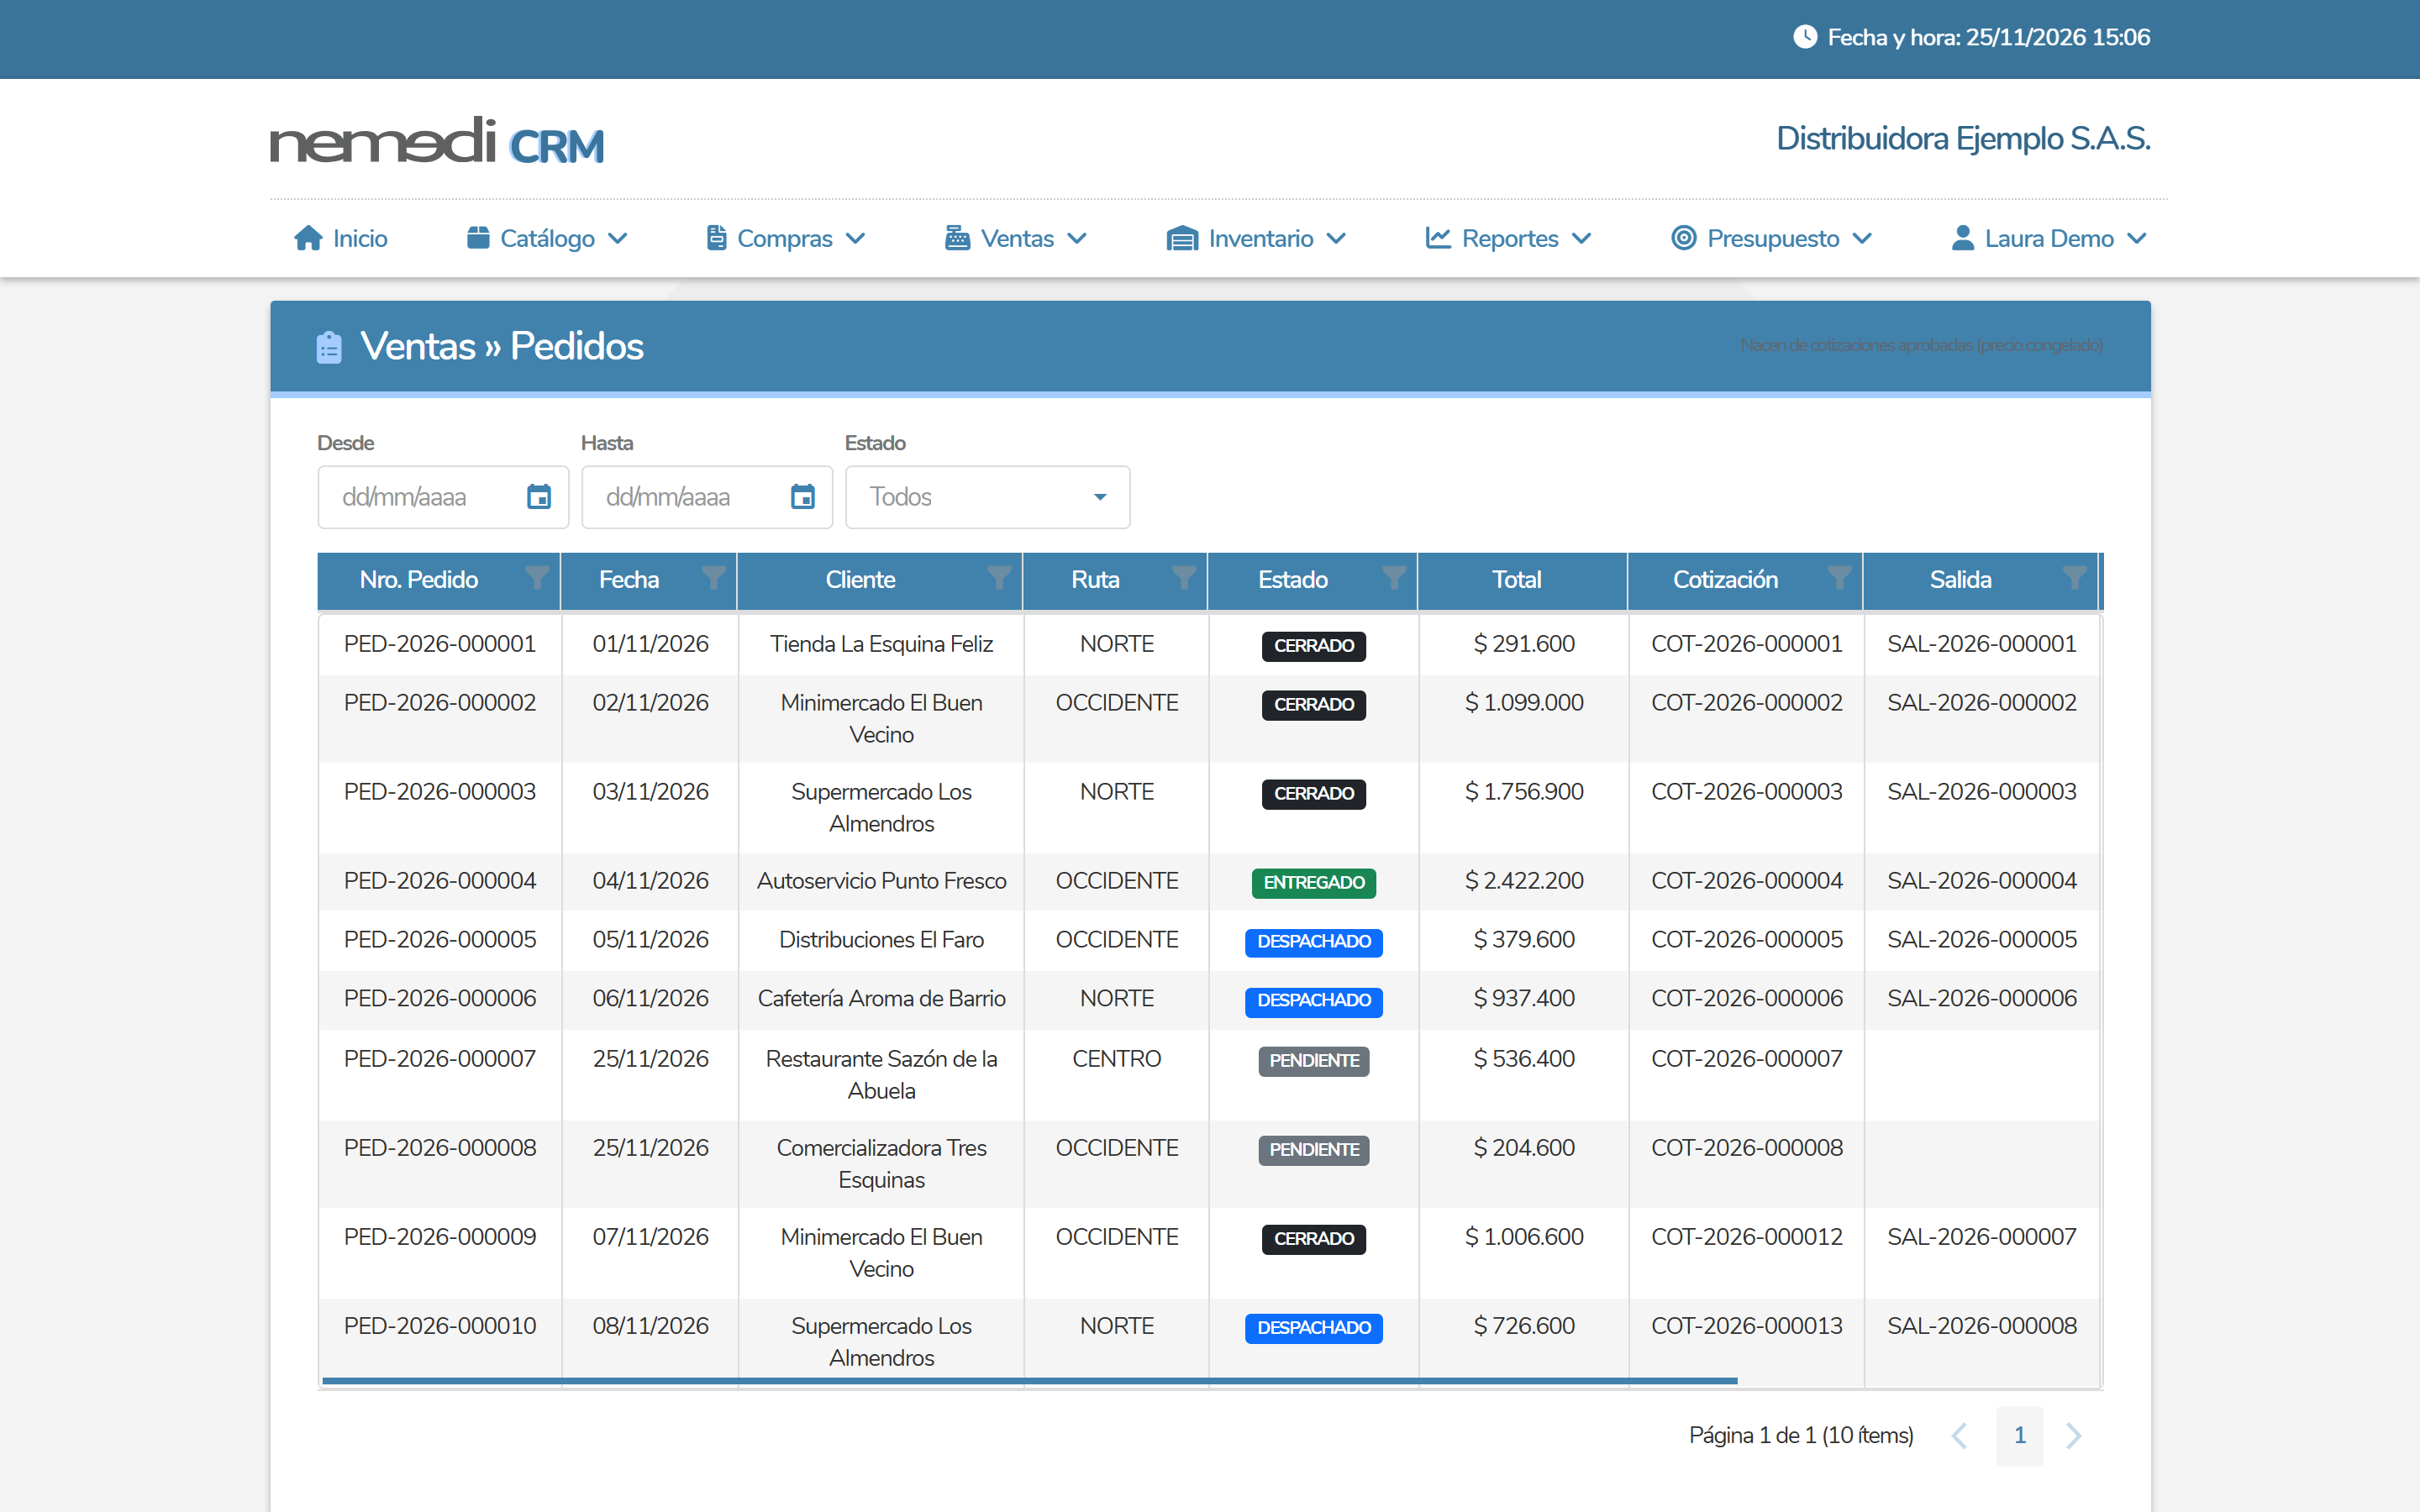 Fecha y hora: 25/11/2026 15:06
nemedi CRM
Distribuidora Ejemplo S.A.S.
Inicio Catálogo Compras Ventas Inventario Reportes Presupuesto Laura Demo
Ventas » Pedidos
Nacen de cotizaciones aprobadas (precio congelado)
Desde Hasta Estado
dd/mm/aaaa dd/mm/aaaa Todos
Nro. Pedido Fecha Cliente Ruta Estado Total Cotización Salida
PED-2026-000001 01/11/2026 Tienda La Esquina Feliz NORTE CERRADO $ 291.600 COT-2026-000001 SAL-2026-000001
PED-2026-000002 02/11/2026 Minimercado El Buen OCCIDENTE CERRADO $ 1.099.000 COT-2026-000002 SAL-2026-000002
Vecino
PED-2026-000003 03/11/2026 Supermercado Los NORTE CERRADO $ 1.756.900 COT-2026-000003 SAL-2026-000003
Almendros
PED-2026-000004 04/11/2026 Autoservicio Punto Fresco OCCIDENTE ENTREGADO $ 2.422.200 COT-2026-000004 SAL-2026-000004
PED-2026-000005 05/11/2026 Distribuciones El Faro OCCIDENTE DESPACHADO $ 379.600 COT-2026-000005 SAL-2026-000005
PED-2026-000006 06/11/2026 Cafetería Aroma de Barrio NORTE DESPACHADO $ 937.400 COT-2026-000006 SAL-2026-000006
PED-2026-000007 25/11/2026 Restaurante Sazón de la CENTRO PENDIENTE $ 536.400 COT-2026-000007
Abuela
PED-2026-000008 25/11/2026 Comercializadora Tres OCCIDENTE PENDIENTE $ 204.600 COT-2026-000008
Esquinas
PED-2026-000009 07/11/2026 Minimercado El Buen OCCIDENTE CERRADO $ 1.006.600 COT-2026-000012 SAL-2026-000007
Vecino
PED-2026-000010 08/11/2026 Supermercado Los NORTE DESPACHADO $ 726.600 COT-2026-000013 SAL-2026-000008
Almendros
Página 1 de 1 (10 ítems) 1